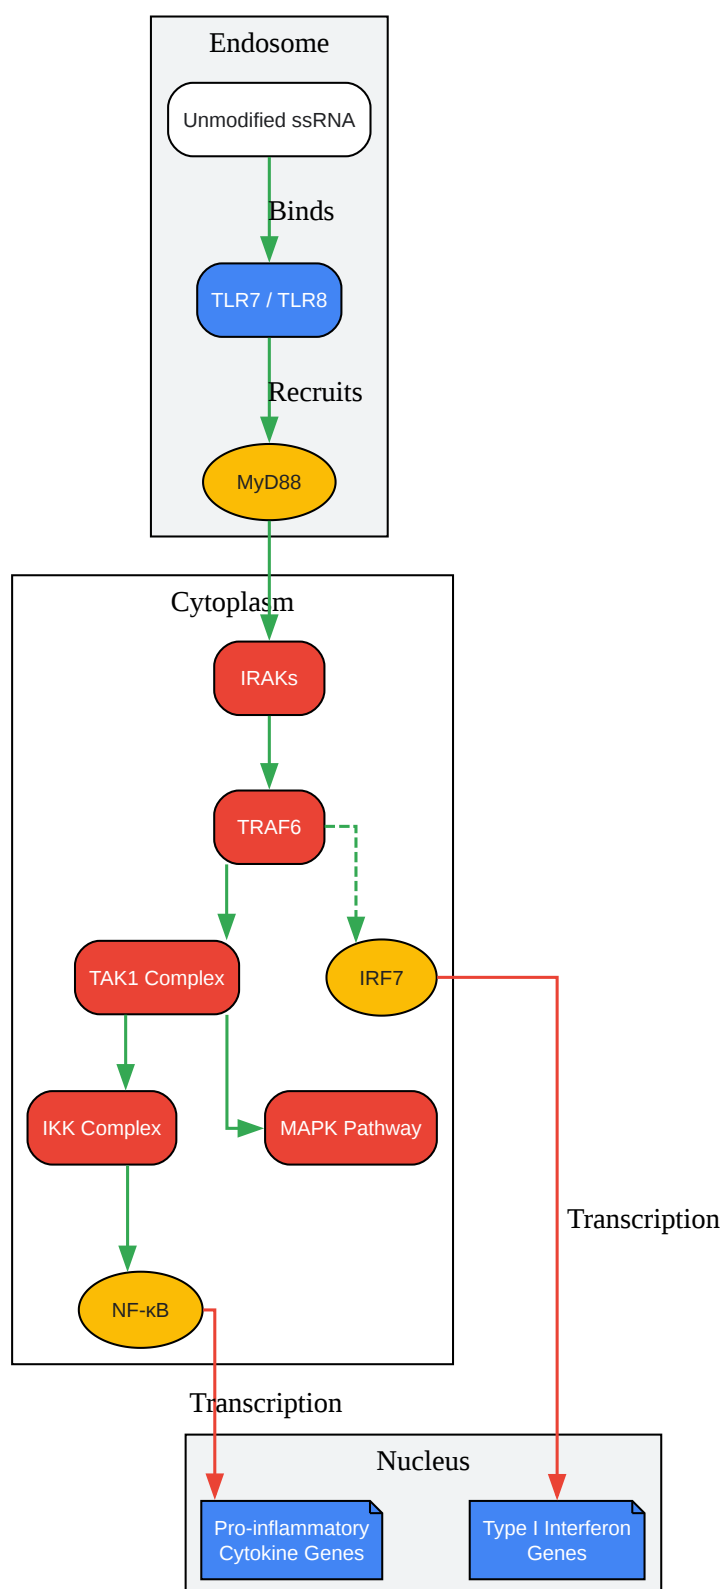 Endosome
Unmodified ssRNA
Binds
TLR7 / TLR8
Recruits
MyD88
Cytoplasm
IRAKs
TRAF6
TAK1 Complex
IRF7
IKK Complex
MAPK Pathway
Transcription
NF-κB
Transcription
Nucleus
Pro-inflammatory
Cytokine Genes
Type I Interferon
Genes